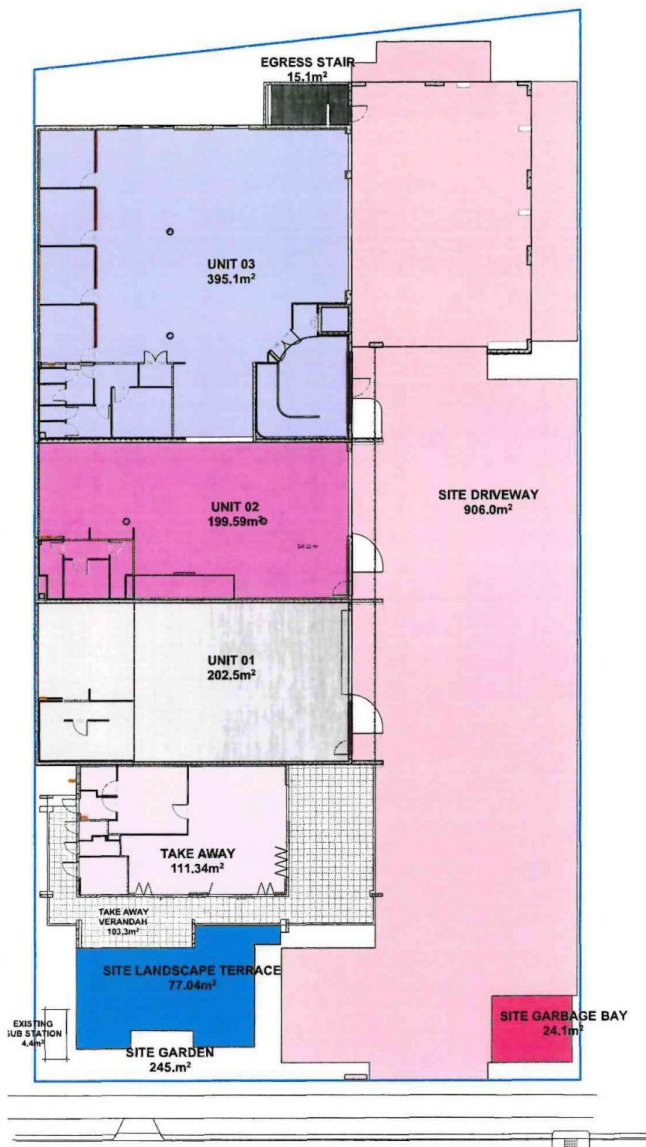 EGRESS STAIR
15.1m²
UNIT 03
395.1m²
UNIT 02
199.59m²
SITE DRIVEWAY
906.0m²
UNIT 01
202.5m²
TAKE AWAY
111.34m²
TAKE AWAY
VERANDAH
103,3m²
SITE LANDSCAPE TERRACE
77.04m²
SITE GARBAGE BAY
24.1m²
EXISTING
SUB STATION
4,4m²
SITE GARDEN
245.m²